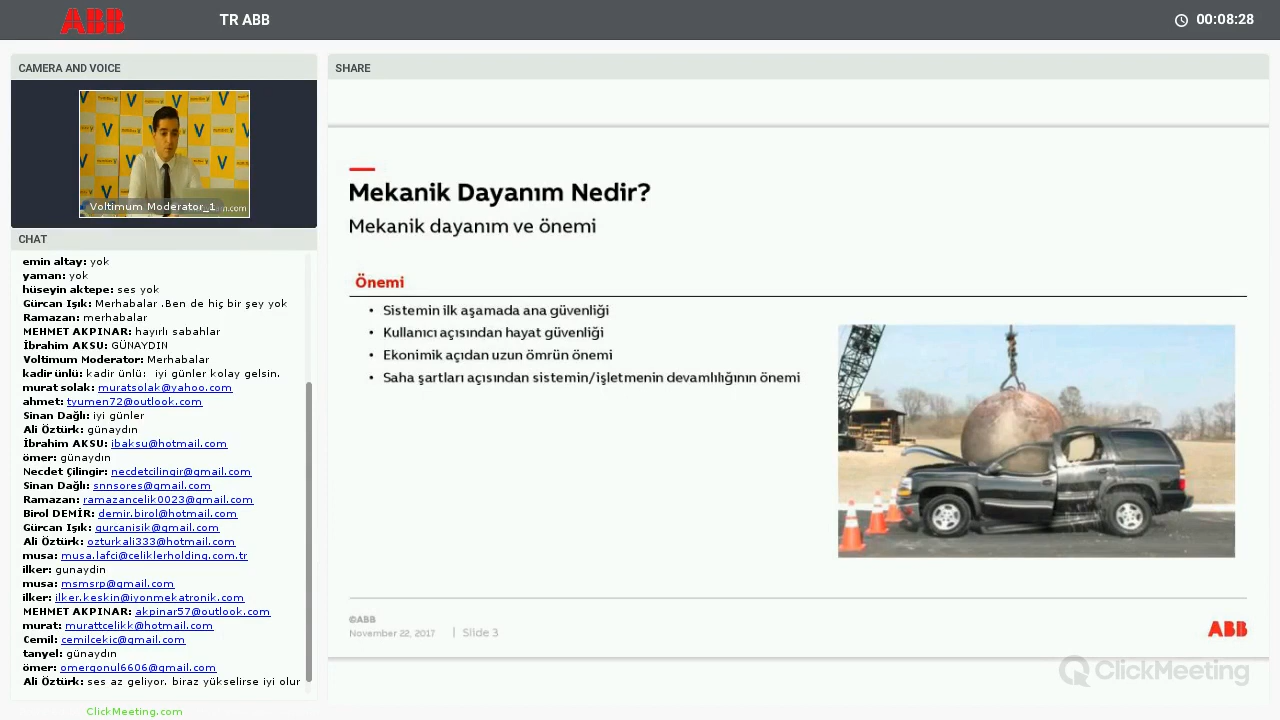 ABB
TR ABB
00:08:28
CAMERA AND VOICE
Voltimum Moderator_1
CHAT
emin altay: yok
yaman: yok
hüseyin aktepe: ses yok
Gürcan Işık: Merhabalar .Ben de hiç bir şey yok
Ramazan: merhabalar
MEHMET AKPINAR: hayırlı sabahlar
İbrahim AKSU: GÜNAYDIN
Voltimum Moderator: Merhabalar
kadir ünlü: kadir ünlü: iyi günler kolay gelsin.
murat solak: muratsolak@yahoo.com
ahmet: tyumen72@outlook.com
Sinan Dağlı: iyi günler
Ali Öztürk: günaydın
İbrahim AKSU: ibaksu@hotmail.com
ömer: günaydın
Necdet Çilingir: necdetcilingir@gmail.com
Sinan Dağlı: snnsores@gmail.com
Ramazan: ramazancelik0023@gmail.com
Birol DEMİR: demir.birol@hotmail.com
Gürcan Işık: gurcanisik@gmail.com
Ali Öztürk: ozturkali333@hotmail.com
musa: musa.lafci@celiklerholding.com.tr
ilker: gunaydin
musa: msmsrp@gmail.com
ilker: ilker.keskin@iyonmekatronik.com
MEHMET AKPINAR: akpinar57@outlook.com
murat: murattcelikk@hotmail.com
Cemil: cemilcekic@gmail.com
tanyel: günaydın
ömer: omergonul6606@gmail.com
Ali Öztürk: ses az geliyor. biraz yükselirse iyi olur
ClickMeeting.com
SHARE
Mekanik Dayanım Nedir?
Mekanik dayanım ve önemi
Önemi
• Sistemin ilk aşamada ana güvenliği
• Kullanıcı açısından hayat güvenliği
• Ekonimik açıdan uzun ömrün önemi
• Saha şartları açısından sistemin/işletmenin devamlılığının önemi
©ABB
November 22, 2017 | Slide 3
ABB
ClickMeeting